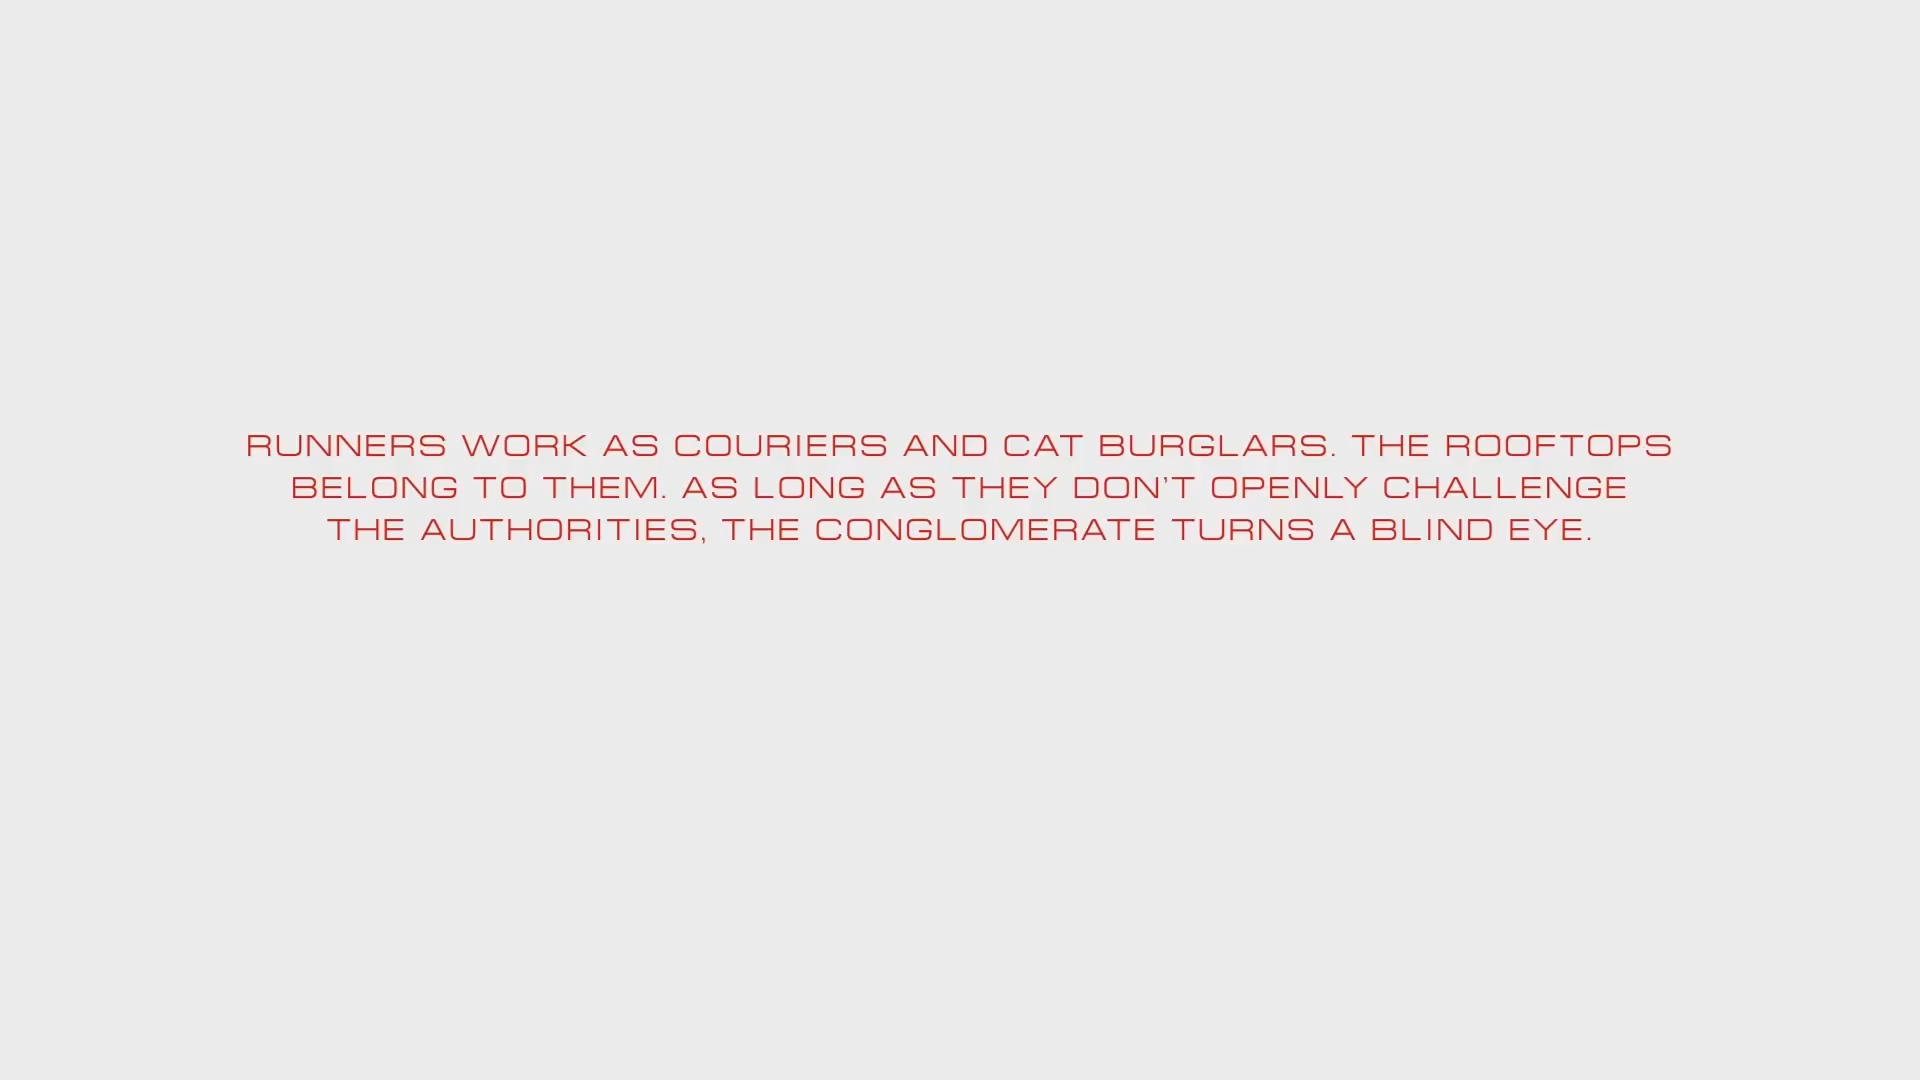 RUNNERS WORK AS COURIERS AND CAT BURGLARS. THE ROOFTOPS
BELONG TO THEM. AS LONG AS THEY DON'T OPENLY CHALLENGE
THE AUTHORITIES, THE CONGLOMERATE TURNS A BLIND EYE.